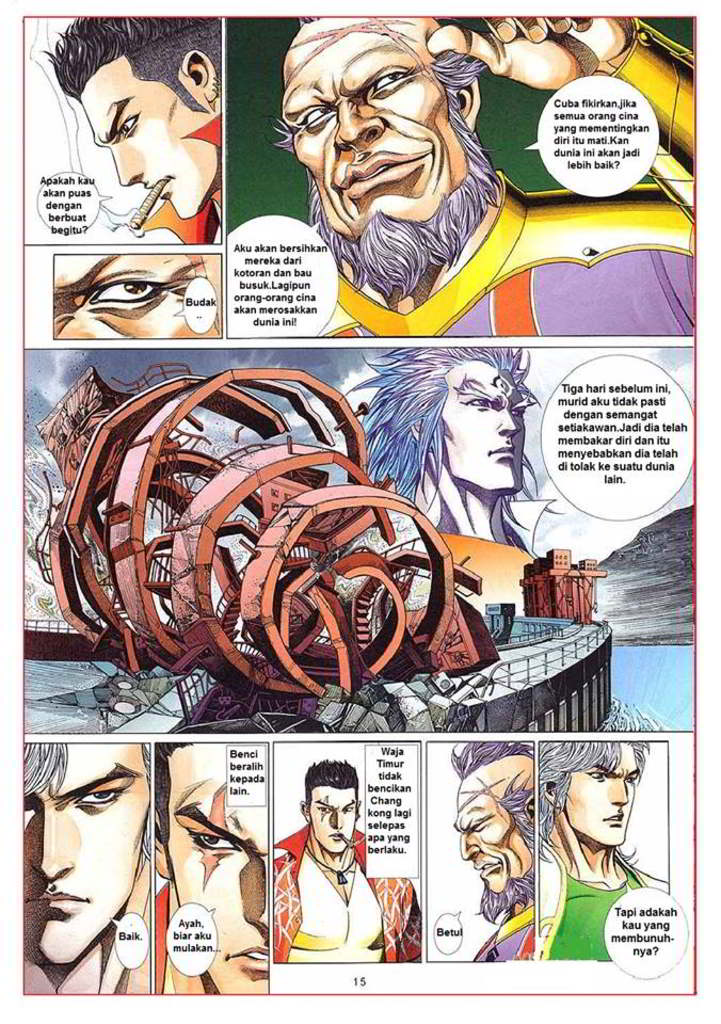 Apakah kau
akan puas
dengan
berbuat
begitu?
Cuba fikirkan,jika
semua orang cina
yang mementingkan
diri itu mati.Kan
dunia ini akan jadi
lebih baik?
Aku akan bersihkan
mereka dari
kotoran dan bau
busuk.Lagipun
orang-orang cina
akan merosakkan
dunia ini!
Budak
..
Tiga hari sebelum ini,
murid aku tidak pasti
dengan semangat
setiakawan.Jadi dia telah
membakar diri dan itu
menyebabkan dia telah
di tolak ke suatu dunia
lain.
Baik.
Benci
beralih
kepada
lain.
Ayah,
biar aku
mulakan...
Waja
Timur
tidak
bencikan
Chang
kong lagi
selepas
apa yang
berlaku.
Betul
Tapi adakah
kau yang
membunuh-
nya?
15